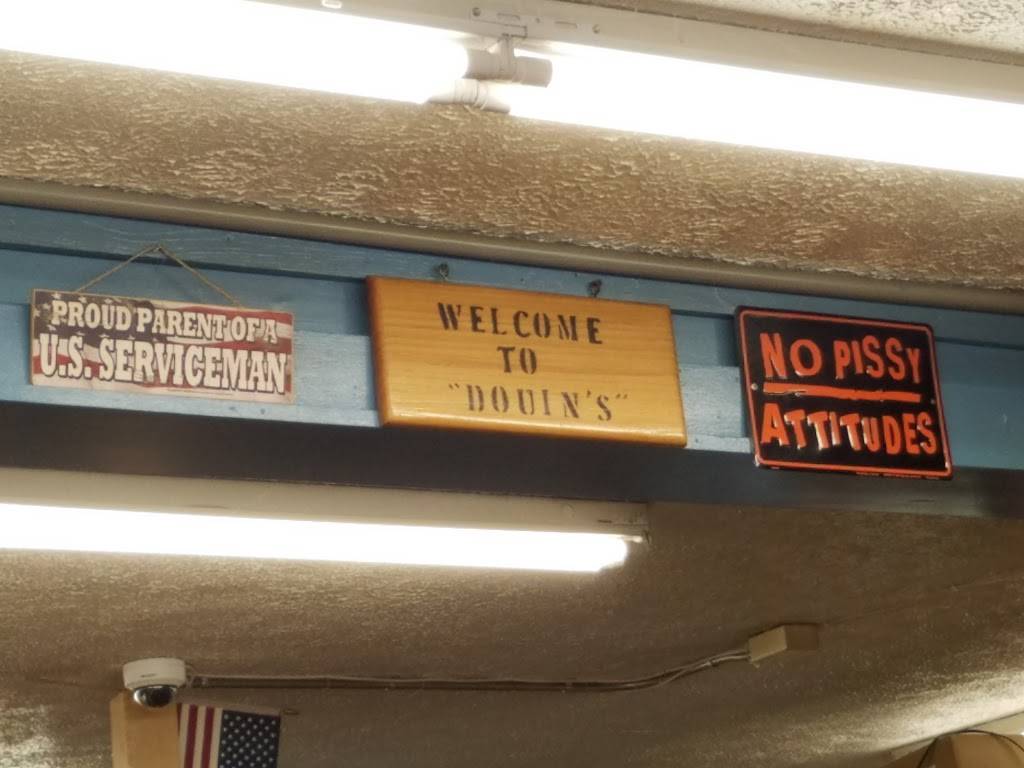 PROUD PARENT OF A
U.S. SERVICEMAN
WELCOME
TO
"DOUIN'S"
NO PISSY
ATTITUDES